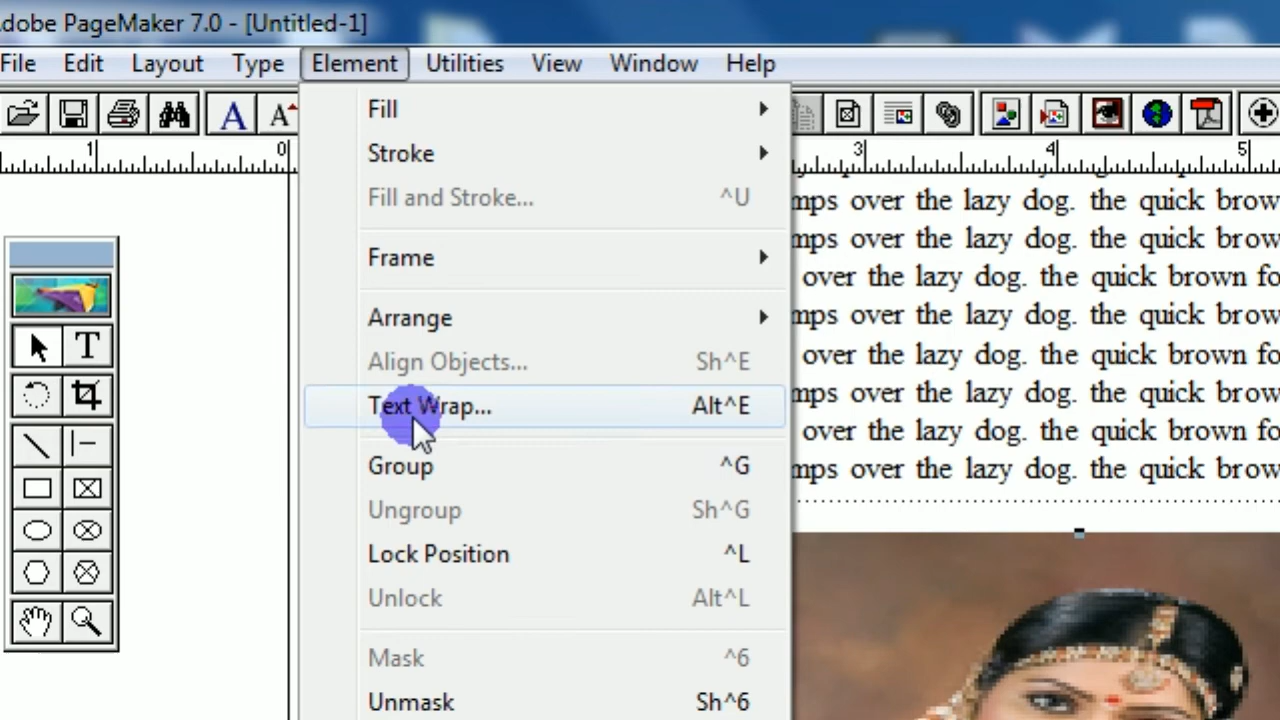 Adobe PageMaker 7.0 - [Untitled-1]
File Edit Layout Type Element Utilities View Window Help
A A
1 0 3 4 5
Fill
Stroke
Fill and Stroke... ^U
Frame
Arrange
Align Objects... Sh^E
Text Wrap... Alt^E
Group ^G
Ungroup Sh^G
Lock Position ^L
Unlock Alt^L
Mask ^6
Unmask Sh^6
T
mps over the lazy dog. the quick brow
mps over the lazy dog. the quick brow
over the lazy dog. the quick brown fo
mps over the lazy dog. the quick brow
over the lazy dog. the quick brown fo
mps over the lazy dog. the quick brow
over the lazy dog. the quick brown fo
mps over the lazy dog. the quick brow